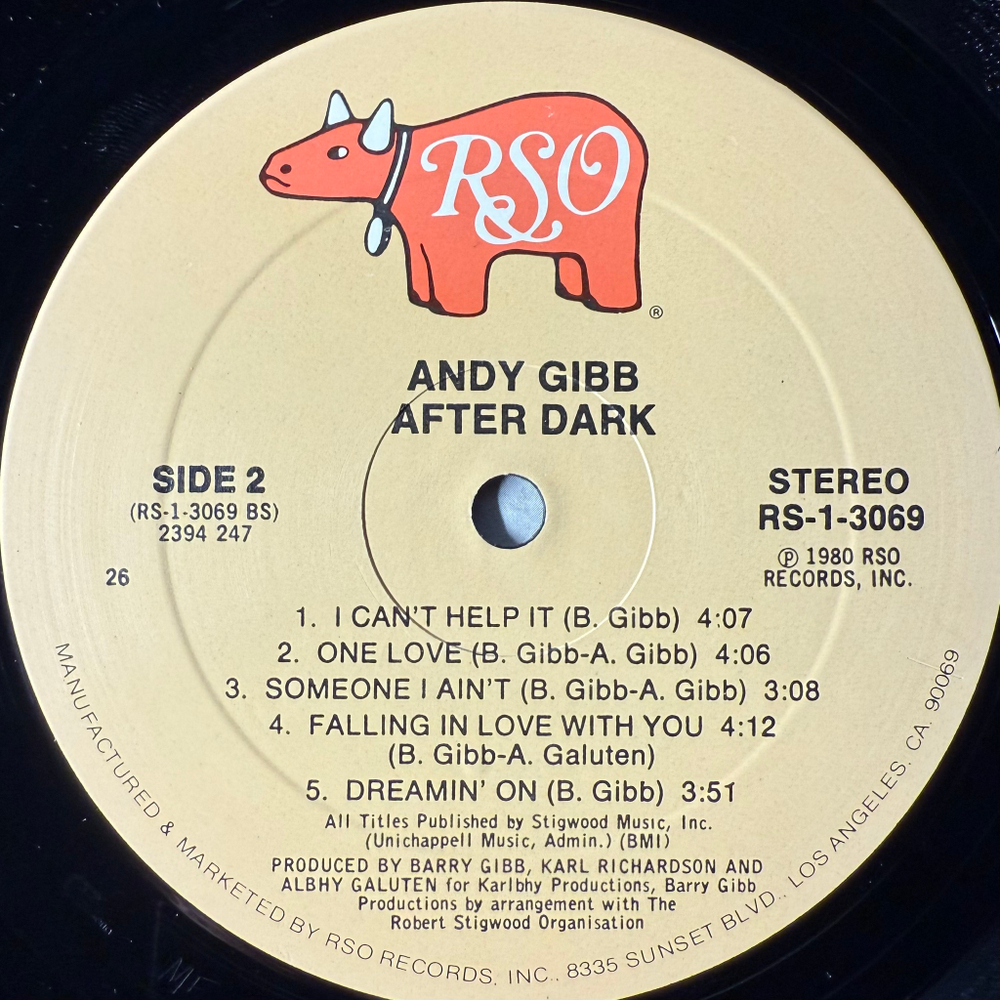 RSO
®
ANDY GIBB
AFTER DARK
SIDE 2
(RS-1-3069 BS)
2394 247
26
STEREO
RS-1-3069
℗ 1980 RSO
RECORDS, INC.
1. I CAN'T HELP IT (B. Gibb) 4:07
2. ONE LOVE (B. Gibb-A. Gibb) 4:06
3. SOMEONE I AIN'T (B. Gibb-A. Gibb) 3:08
4. FALLING IN LOVE WITH YOU 4:12
(B. Gibb-A. Galuten)
5. DREAMIN' ON (B. Gibb) 3:51
All Titles Published by Stigwood Music, Inc.
(Unichappell Music, Admin.) (BMI)
PRODUCED BY BARRY GIBB, KARL RICHARDSON AND
ALBHY GALUTEN for Karlbhy Productions, Barry Gibb
Productions by arrangement with The
Robert Stigwood Organisation
MANUFACTURED & MARKETED BY RSO RECORDS, INC., 8335 SUNSET BLVD., LOS ANGELES, CA. 90069